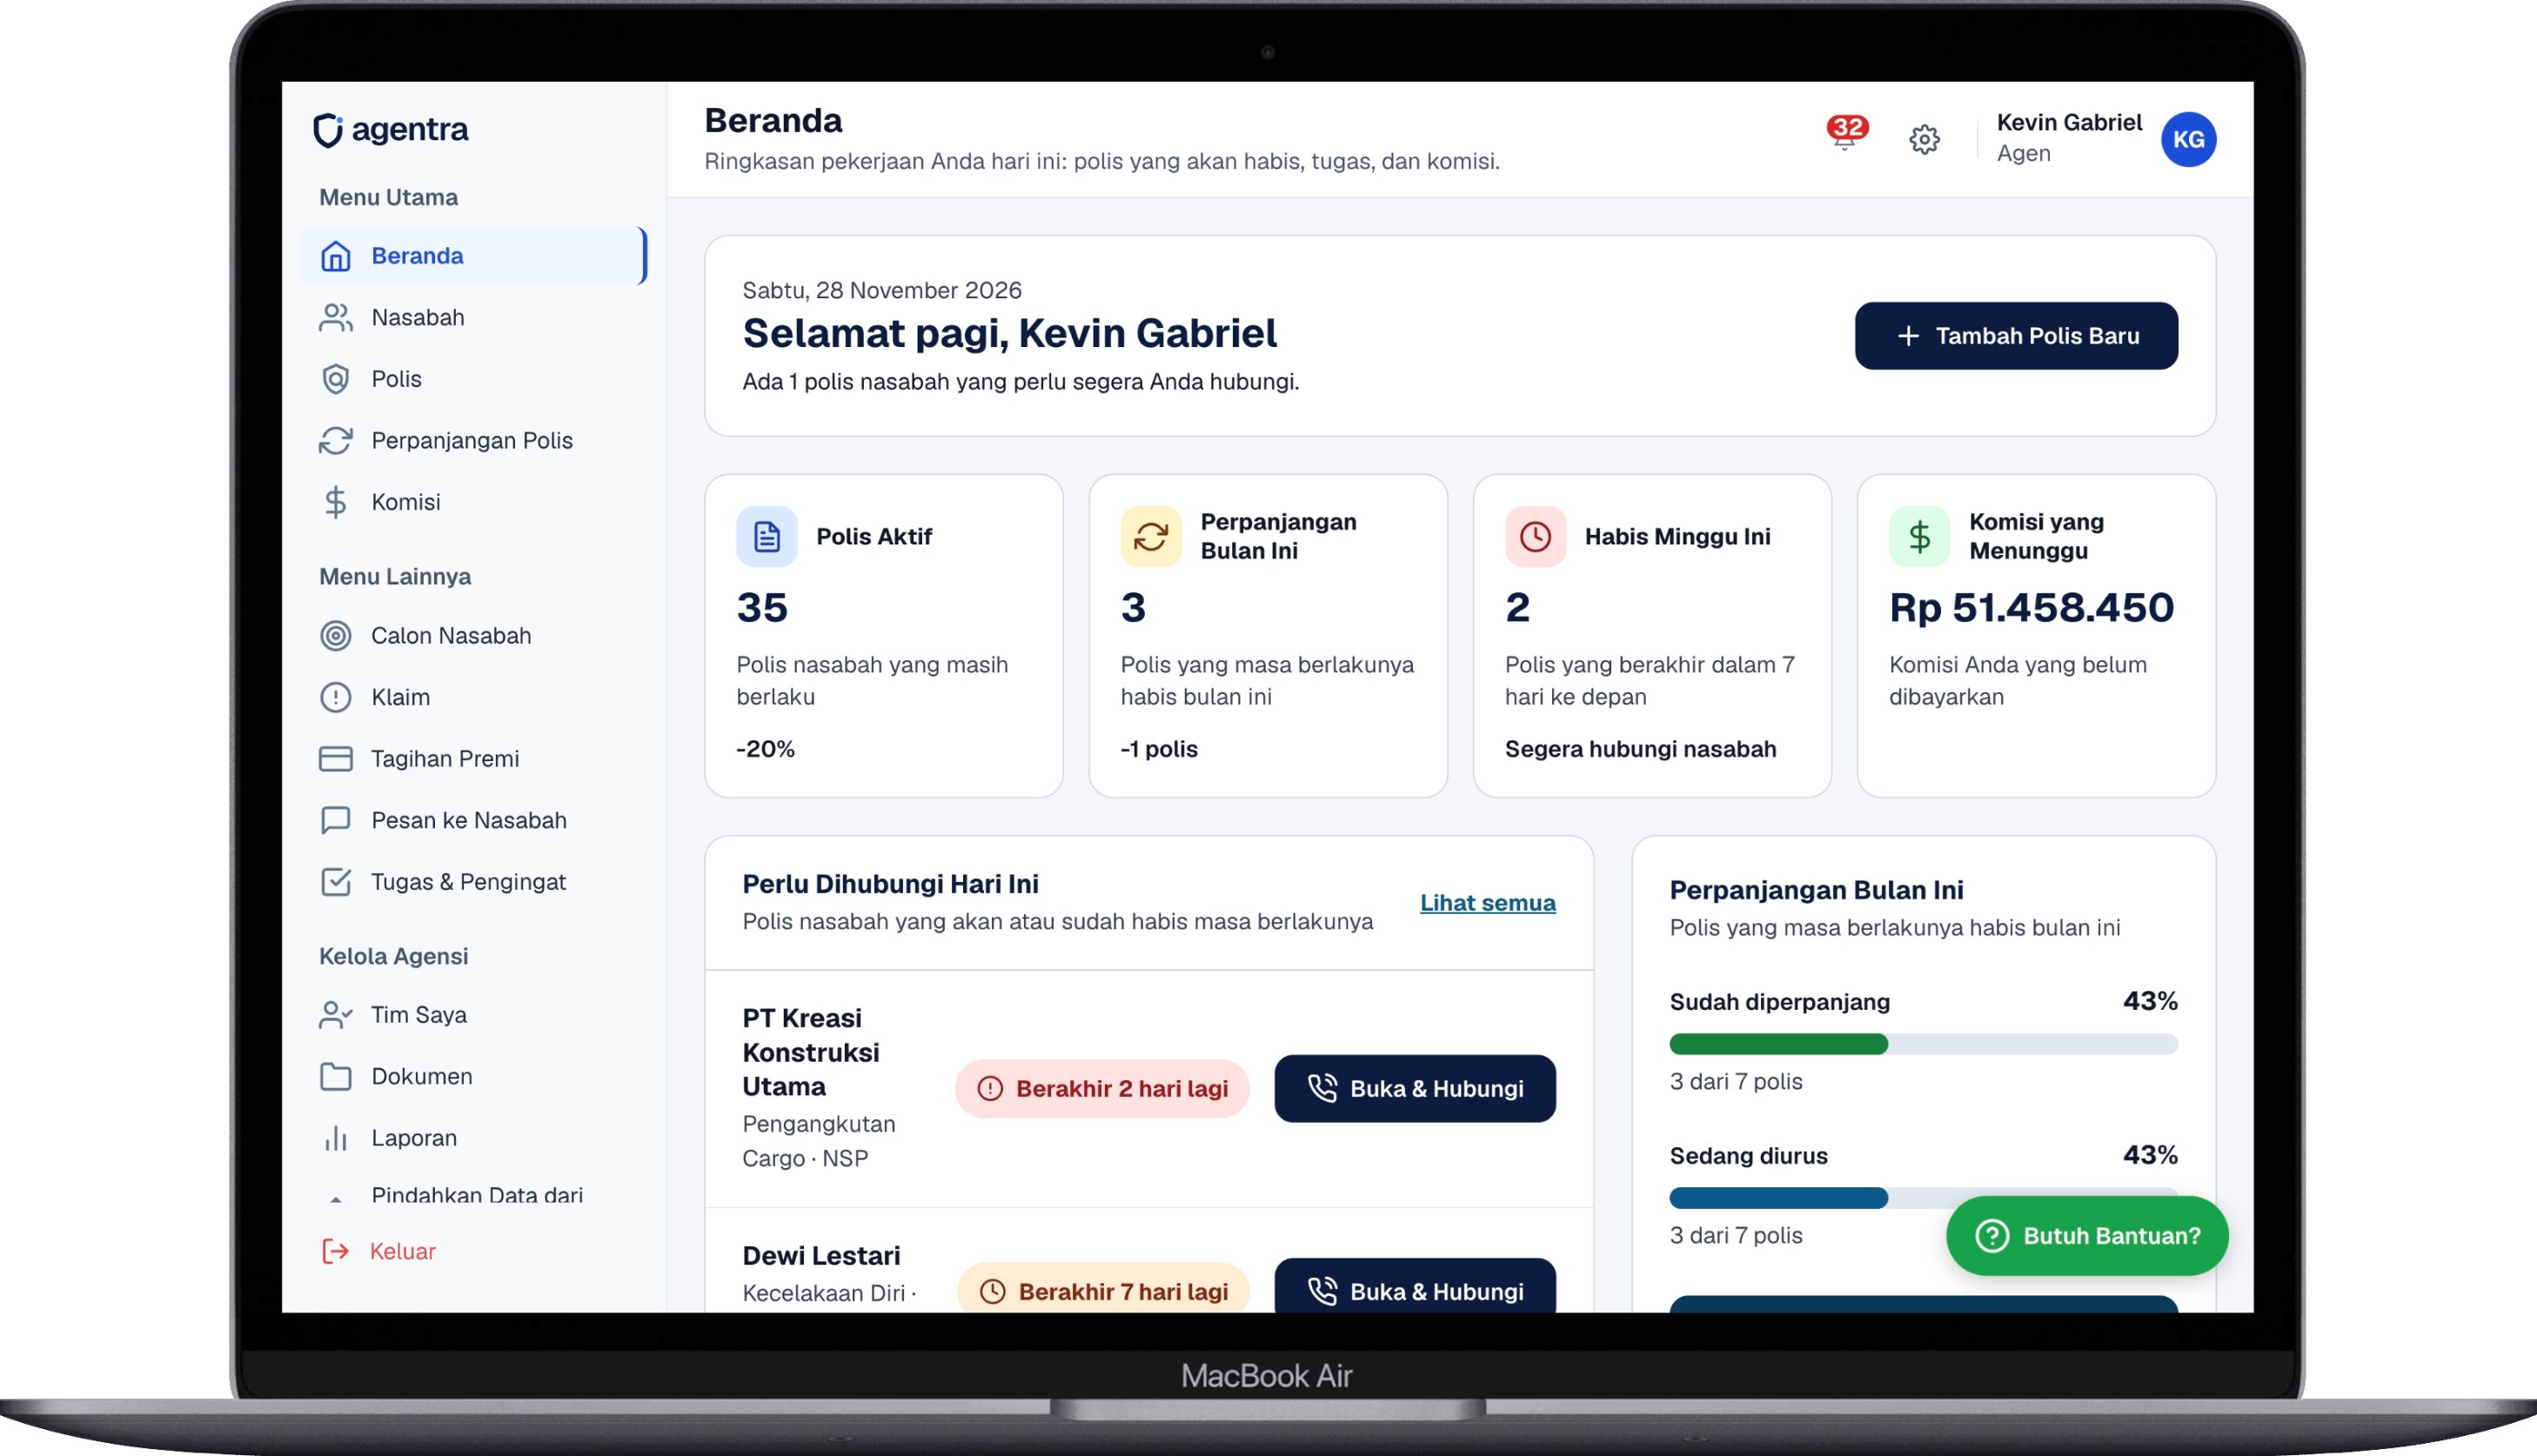 agentra
Menu Utama
Beranda
Nasabah
Polis
Perpanjangan Polis
Komisi
Menu Lainnya
Calon Nasabah
Klaim
Tagihan Premi
Pesan ke Nasabah
Tugas & Pengingat
Kelola Agensi
Tim Saya
Dokumen
Laporan
Pindahkan Data dari
Keluar
Beranda
Ringkasan pekerjaan Anda hari ini: polis yang akan habis, tugas, dan komisi.
32
Kevin Gabriel
Agen
KG
Sabtu, 28 November 2026
Selamat pagi, Kevin Gabriel
Ada 1 polis nasabah yang perlu segera Anda hubungi.
Tambah Polis Baru
Polis Aktif
35
Polis nasabah yang masih
berlaku
-20%
Perpanjangan
Bulan Ini
3
Polis yang masa berlakunya
habis bulan ini
-1 polis
Habis Minggu Ini
2
Polis yang berakhir dalam 7
hari ke depan
Segera hubungi nasabah
Komisi yang
Menunggu
Rp 51.458.450
Komisi Anda yang belum
dibayarkan
Perlu Dihubungi Hari Ini
Polis nasabah yang akan atau sudah habis masa berlakunya
Lihat semua
PT Kreasi
Konstruksi
Utama
Pengangkutan
Cargo · NSP
Berakhir 2 hari lagi
Buka & Hubungi
Dewi Lestari
Kecelakaan Diri ·
Berakhir 7 hari lagi
Buka & Hubungi
Perpanjangan Bulan Ini
Polis yang masa berlakunya habis bulan ini
Sudah diperpanjang 43%
3 dari 7 polis
Sedang diurus 43%
3 dari 7 polis
Butuh Bantuan?
MacBook Air